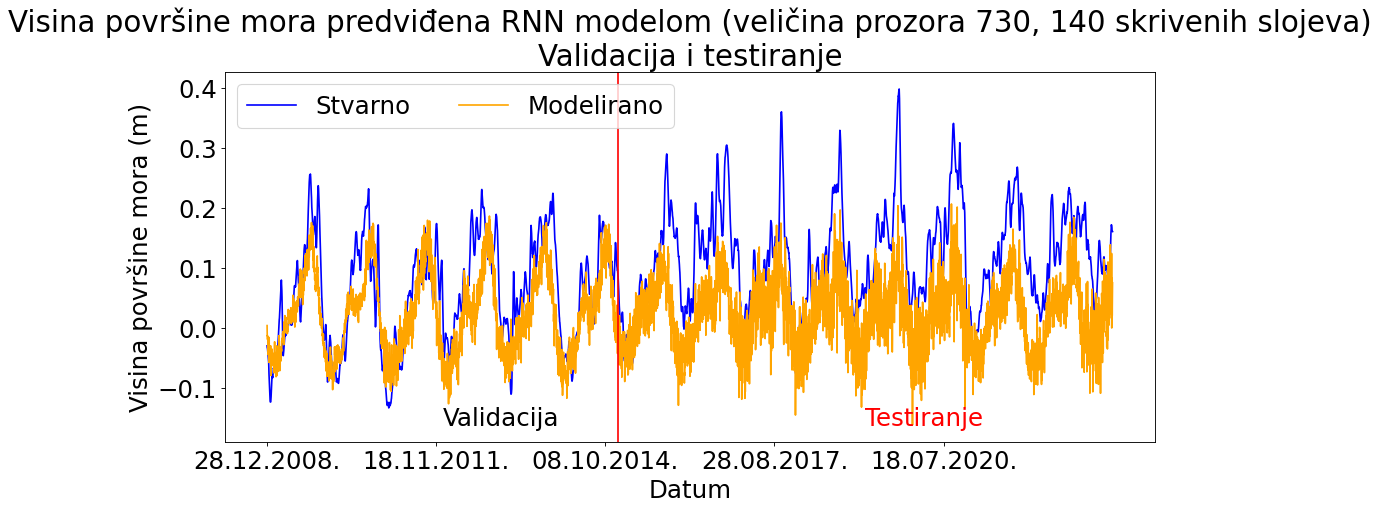 Visina površine mora predviđena RNN modelom (veličina prozora 730, 140 skrivenih slojeva)
Validacija i testiranje
Stvarno Modelirano
Visina površine mora (m)
0.4
0.3
0.2
0.1
0.0
−0.1
Validacija Testiranje
28.12.2008. 18.11.2011. 08.10.2014. 28.08.2017. 18.07.2020.
Datum